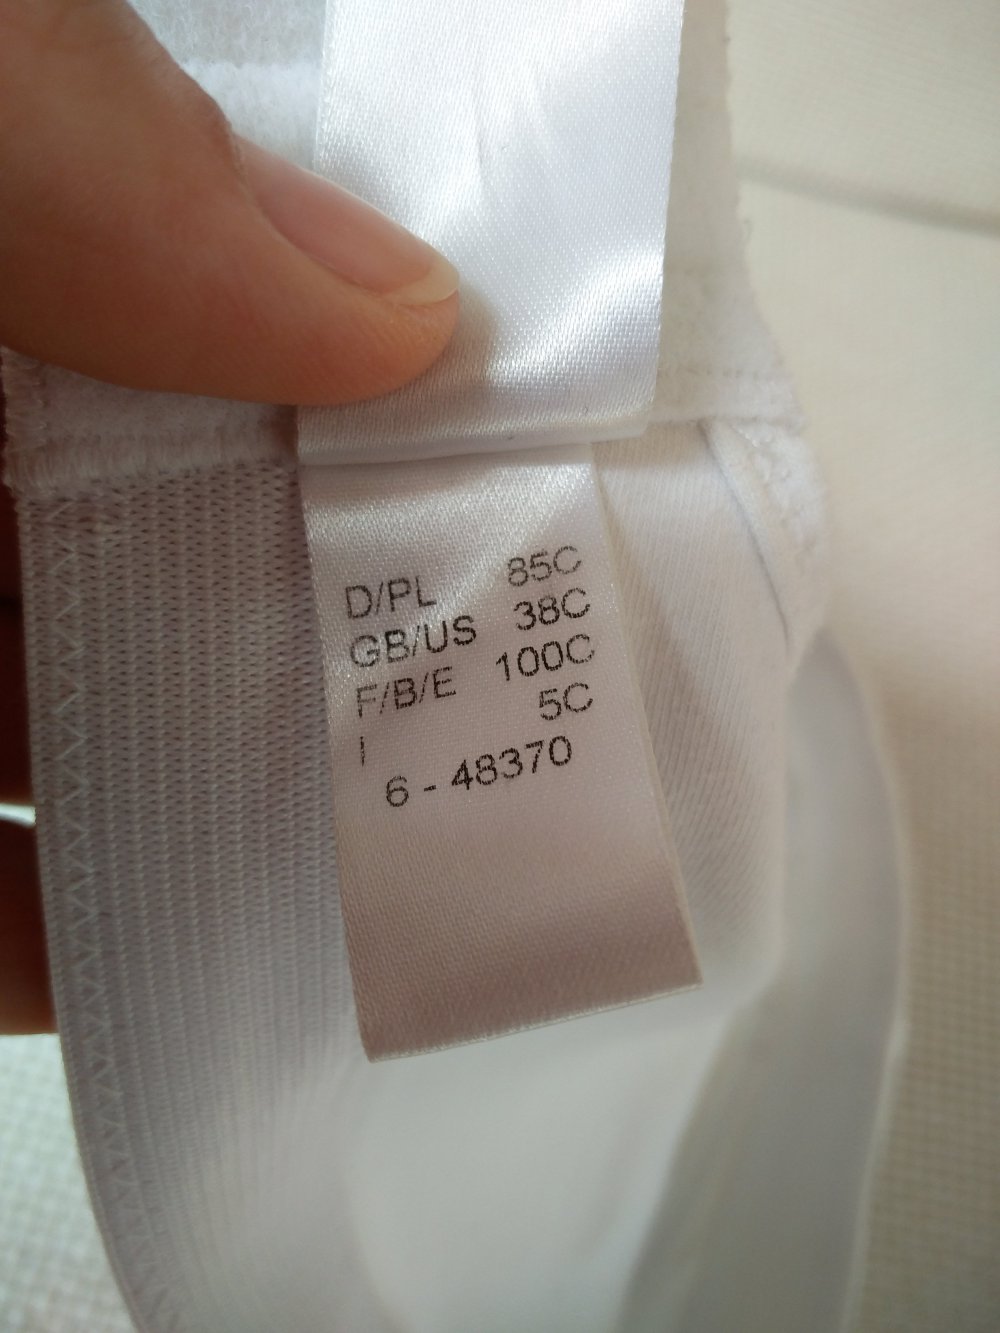 D/PL 85C
GB/US 38C
F/B/E 100C
I 5C
6 - 48370